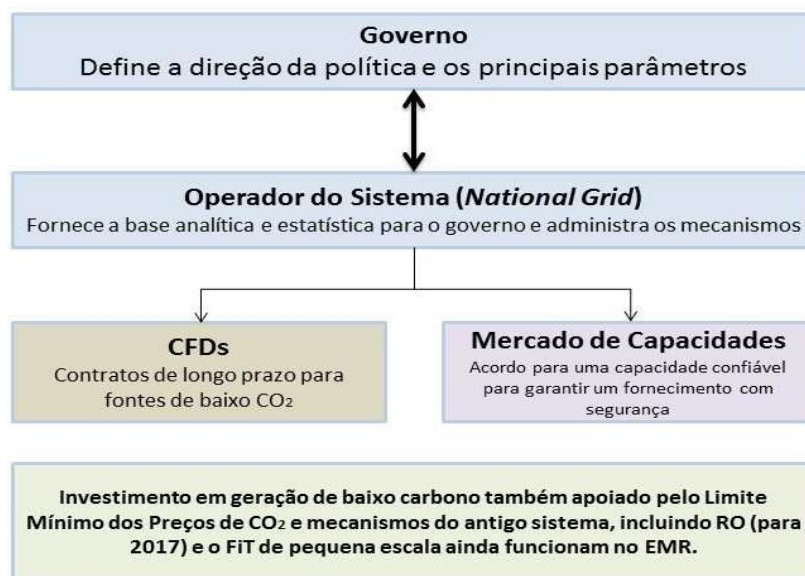 Governo
Define a direção da política e os principais parâmetros
Operador do Sistema (National Grid)
Fornece a base analítica e estatística para o governo e administra os mecanismos
CFDs
Contratos de longo prazo para
fontes de baixo CO₂
Mercado de Capacidades
Acordo para uma capacidade confiável
para garantir um fornecimento com
segurança
Investimento em geração de baixo carbono também apoiado pelo Limite
Mínimo dos Preços de CO₂ e mecanismos do antigo sistema, incluindo RO (para
2017) e o FiT de pequena escala ainda funcionam no EMR.